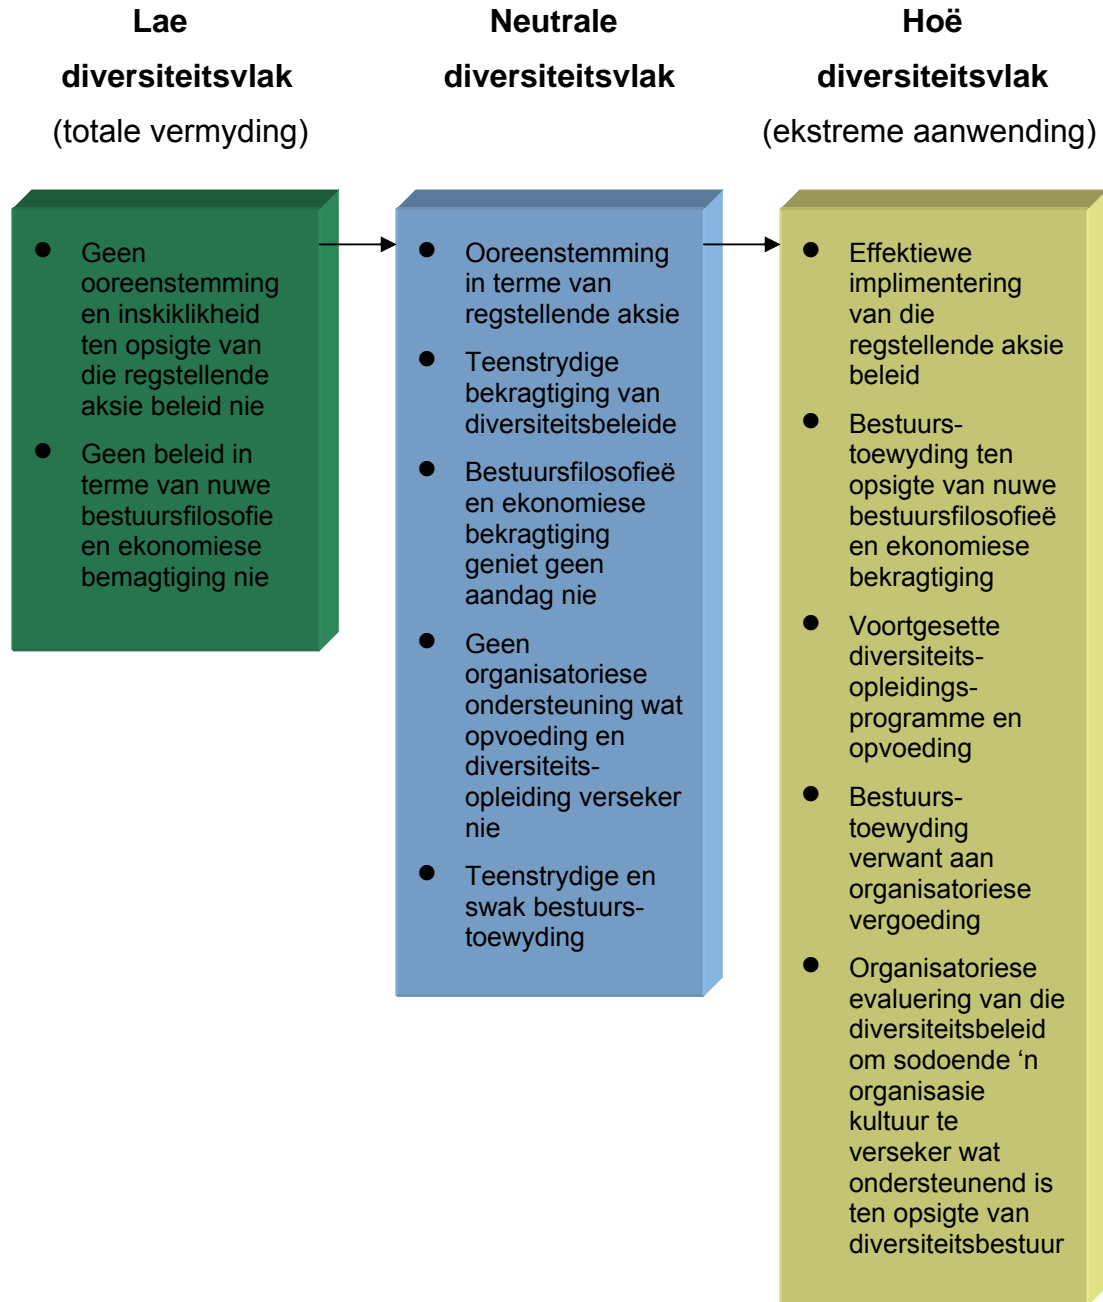 Lae
diversiteitsvlak
(totale vermyding)
Neutrale
diversiteitsvlak
Hoë
diversiteitsvlak
(ekstreme aanwending)
● Geen
ooreenstemming
en inskiklikheid
ten opsigte van
die regstellende
aksie beleid nie
● Geen beleid in
terme van nuwe
bestuursfilosofie
en ekonomiese
bemagtiging nie
● Ooreenstemming
in terme van
regstellende aksie
● Teenstrydige
bekragtiging van
diversiteitsbeleide
● Bestuursfilosofieë
en ekonomiese
bekragtiging
geniet geen
aandag nie
● Geen
organisatoriese
ondersteuning wat
opvoeding en
diversiteits-
opleiding verseker
nie
● Teenstrydige en
swak bestuurs-
toewyding
● Effektiewe
implimentering
van die
regstellende aksie
beleid
● Bestuurs-
toewyding ten
opsigte van nuwe
bestuursfilosofieë
en ekonomiese
bekragtiging
● Voortgesette
diversiteits-
opleidings-
programme en
opvoeding
● Bestuurs-
toewyding
verwant aan
organisatoriese
vergoeding
● Organisatoriese
evaluering van die
diversiteitsbeleid
om sodoende ‘n
organisasie
kultuur te
verseker wat
ondersteunend is
ten opsigte van
diversiteitsbestuur